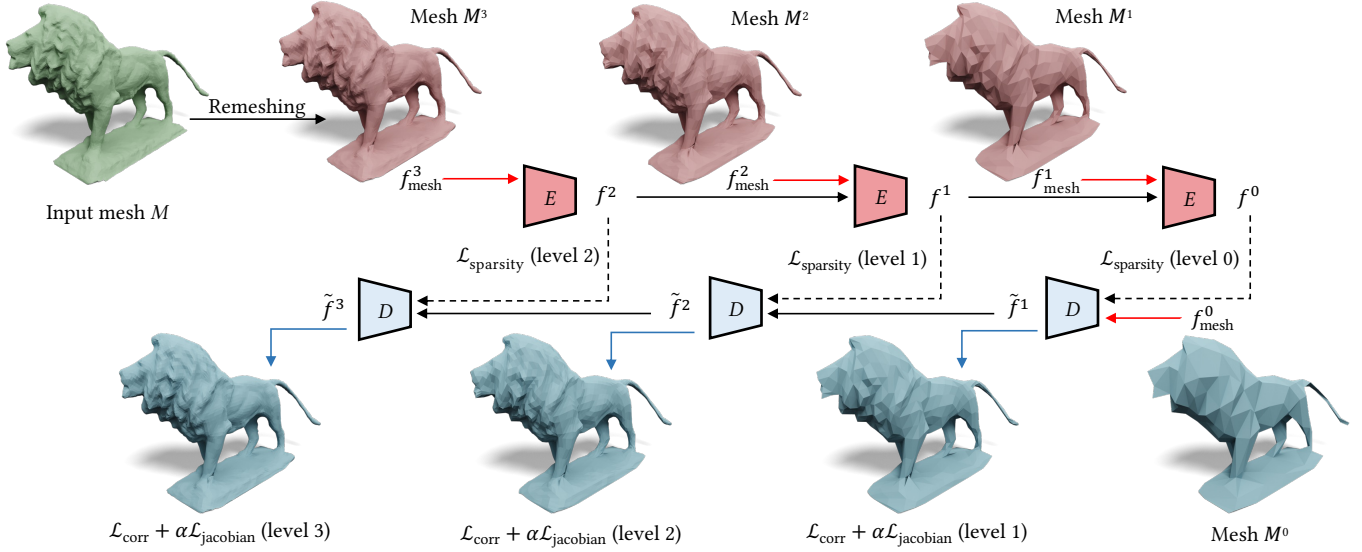 Mesh M³
Mesh M²
Mesh M¹
Remeshing
Input mesh M
f³mesh
E
f²
f²mesh
E
f¹
f¹mesh
E
f⁰
ℒsparsity (level 2)
ℒsparsity (level 1)
ℒsparsity (level 0)
f̃³
D
f̃²
D
f̃¹
D
f⁰mesh
ℒcorr + αℒjacobian (level 3)
ℒcorr + αℒjacobian (level 2)
ℒcorr + αℒjacobian (level 1)
Mesh M⁰